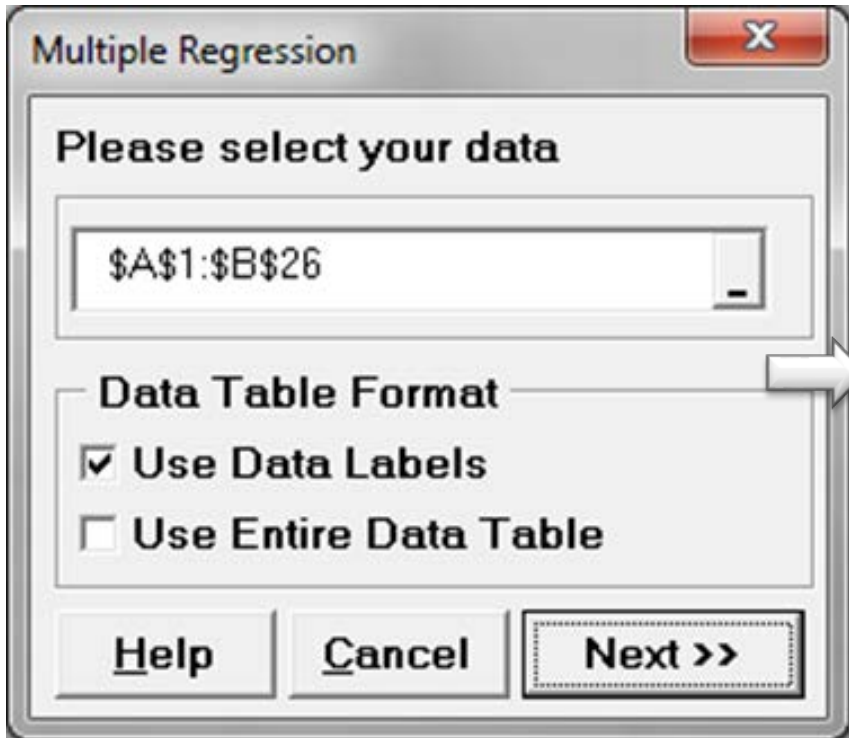 Multiple Regression
Please select your data
$A$1:$B$26
Data Table Format
Use Data Labels
Use Entire Data Table
Help Cancel Next >>